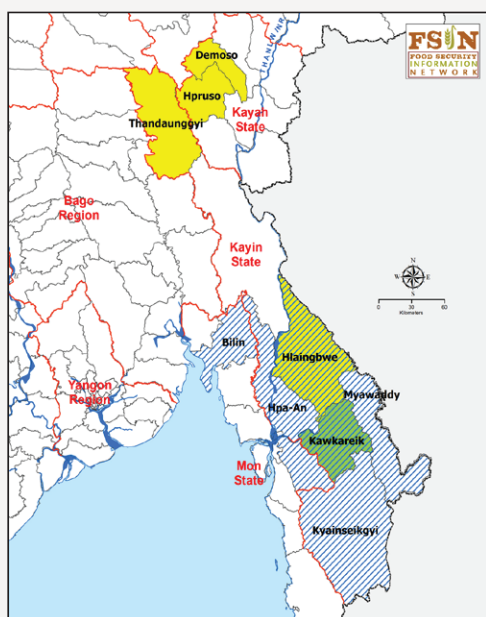 FSIN
FOOD SECURITY
INFORMATION
NETWORK
THANLWIN R.
Demoso
Hpruso
Kayah
State
Thandaunggyi
Bago
Region
Kayin
State
N
W
E
S
0
30
60
Kilometers
Bilin
Hlaingbwe
Yangon
Region
Hpa-An
Myawaddy
Kawkareik
Mon
State
Kyainseikgyi